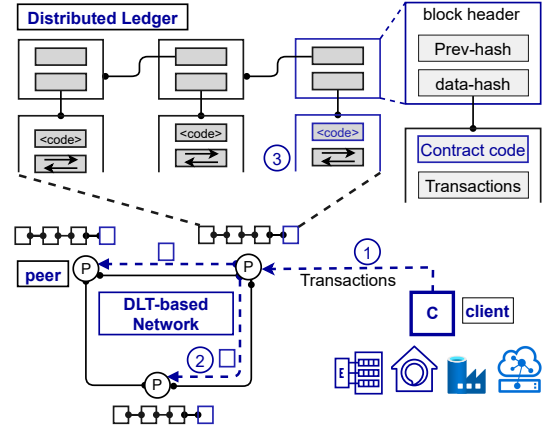 Distributed Ledger
block header
Prev-hash
data-hash
<code>
<code>
<code>
3
Contract code
Transactions
peer
P
P
1
Transactions
DLT-based
Network
2
P
C
client
E